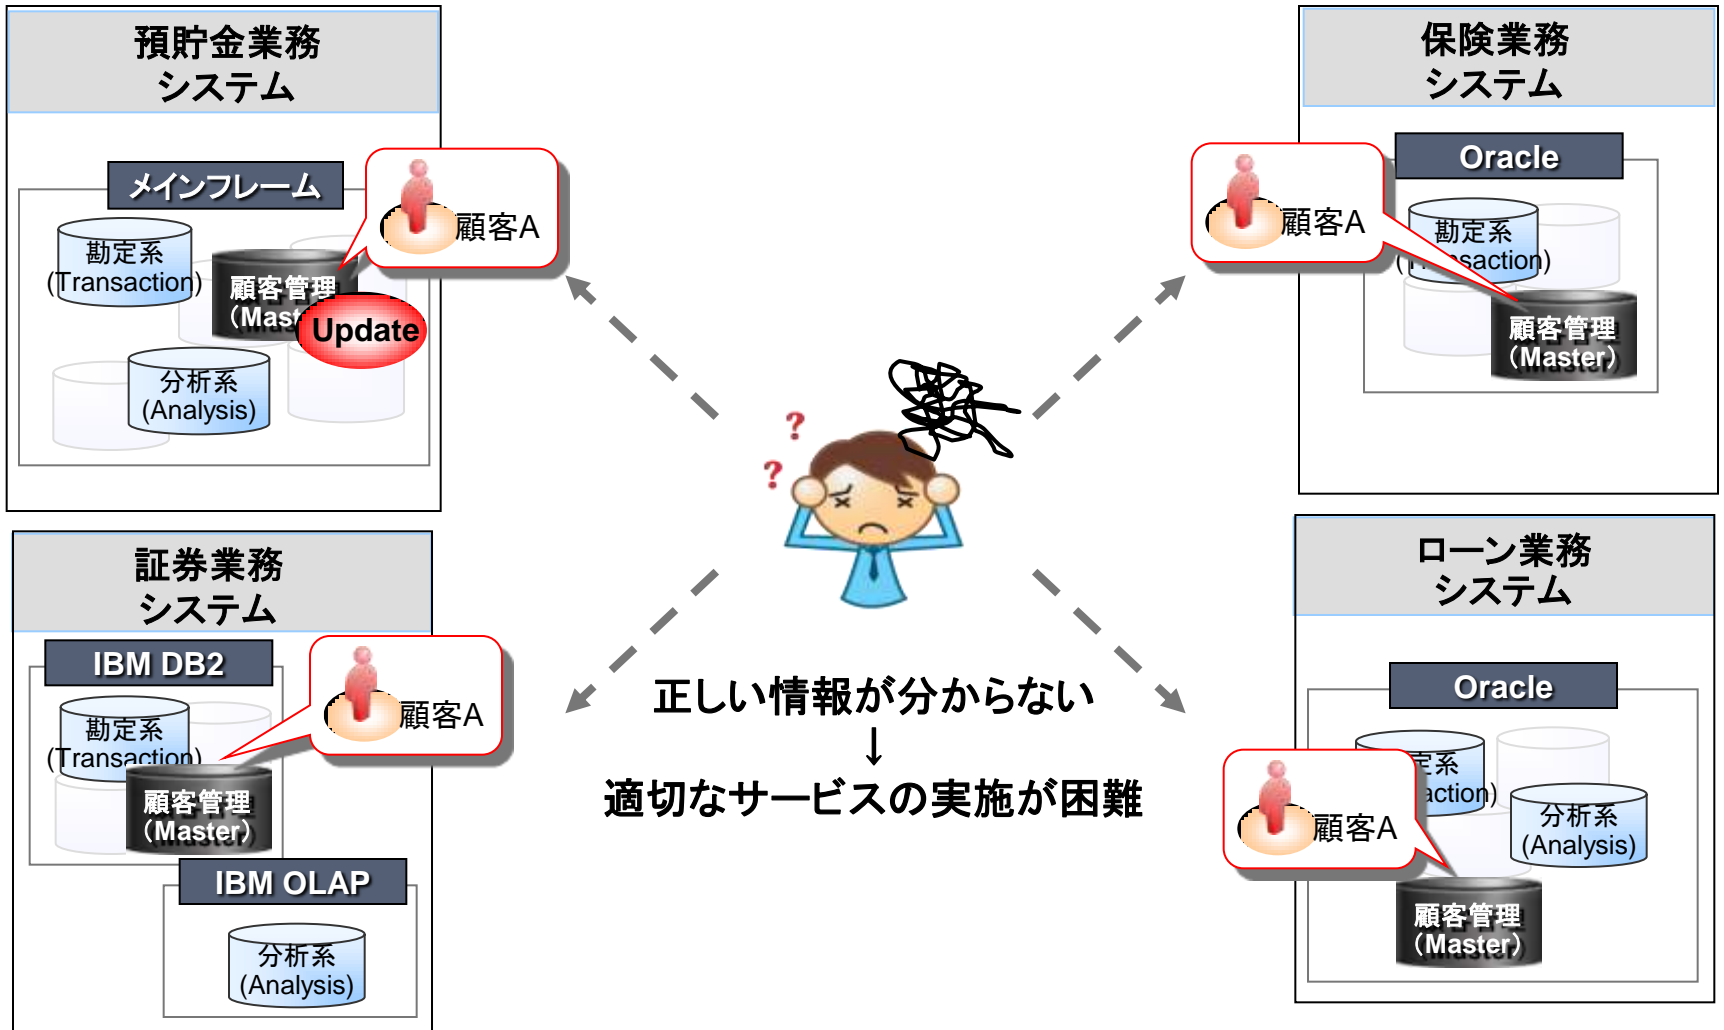 預貯金業務
システム
メインフレーム
顧客A
勘定系
(Transaction)
顧客管理
Update
分析系
(Analysis)
保険業務
システム
Oracle
顧客A
勘定系
顧客管理
（Master）
証券業務
システム
IBM DB2
顧客A
勘定系
(Transaction)
顧客管理
（Master）
IBM OLAP
分析系
(Analysis)
?
?
正しい情報が分からない
↓
適切なサービスの実施が困難
ローン業務
システム
Oracle
顧客A
分析系
(Analysis)
顧客管理
（Master）